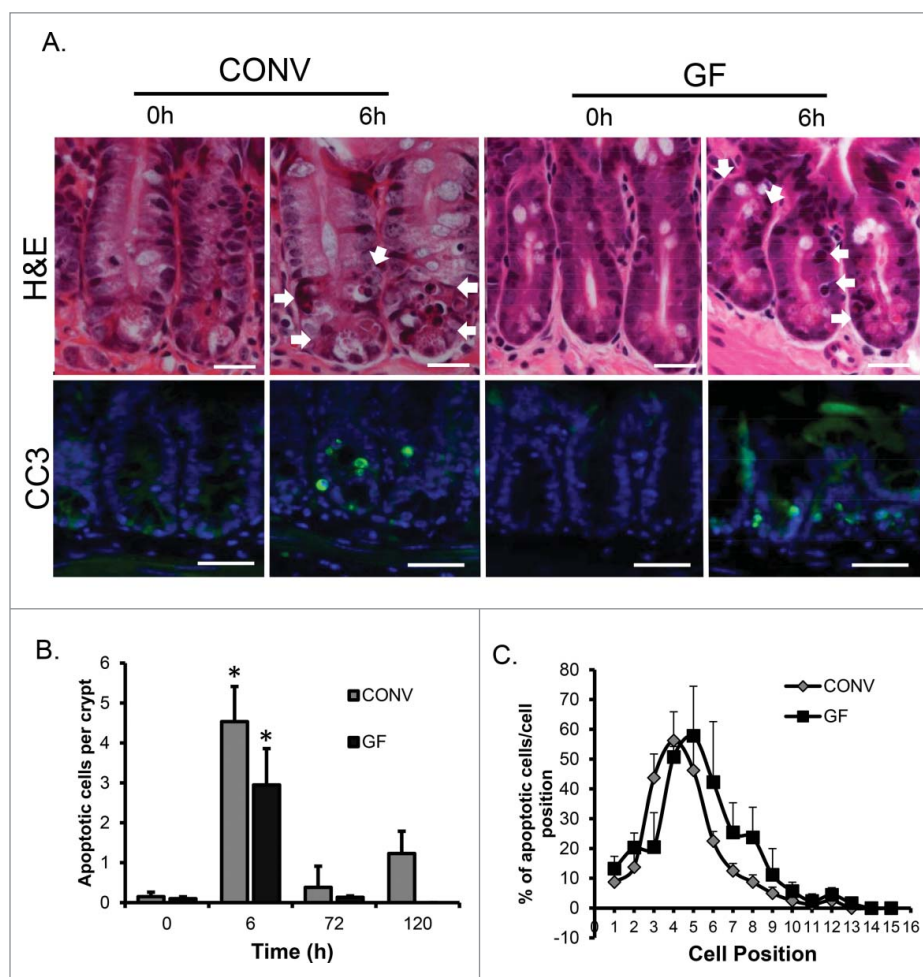 A.
CONV
GF
0h
6h
0h
6h
H&E
CC3
B.
Apoptotic cells per crypt
6
5
4
3
2
1
0
*
*
CONV
GF
0
6
72
120
Time (h)
C.
% of apoptotic cells/cell
position
80
70
60
50
40
30
20
10
0
-10
CONV
GF
0 1 2 3 4 5 6 7 8 9 10 11 12 13 14 15 16
Cell Position